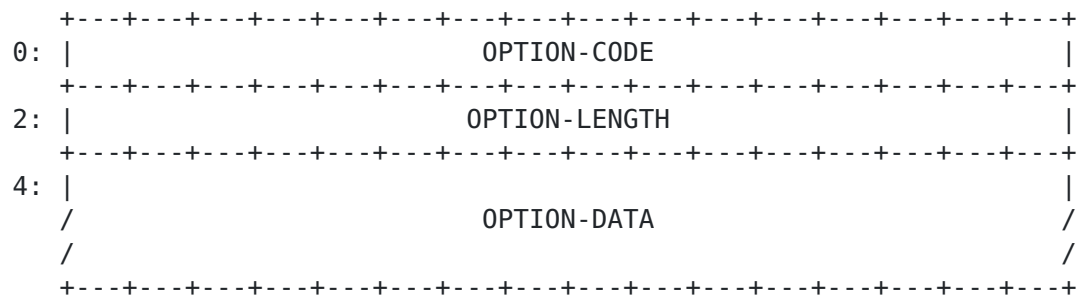 +---+---+---+---+---+---+---+---+---+---+---+---+---+---+---+---+
0: |                          OPTION-CODE                          |
   +---+---+---+---+---+---+---+---+---+---+---+---+---+---+---+---+
2: |                         OPTION-LENGTH                         |
   +---+---+---+---+---+---+---+---+---+---+---+---+---+---+---+---+
4: |                                                               |
   /                          OPTION-DATA                          /
   /                                                               /
   +---+---+---+---+---+---+---+---+---+---+---+---+---+---+---+---+